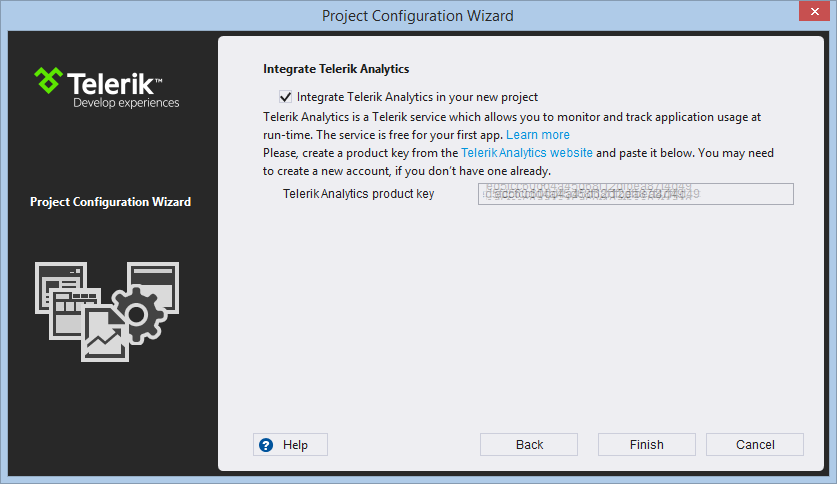 Project Configuration Wizard
Telerik™
Develop experiences
Project Configuration Wizard
Integrate Telerik Analytics
Integrate Telerik Analytics in your new project
Telerik Analytics is a Telerik service which allows you to monitor and track application usage at
run-time. The service is free for your first app. Learn more
Please, create a product key from the Telerik Analytics website and paste it below. You may need
to create a new account, if you don't have one already.
Telerik Analytics product key
Help
Back
Finish
Cancel